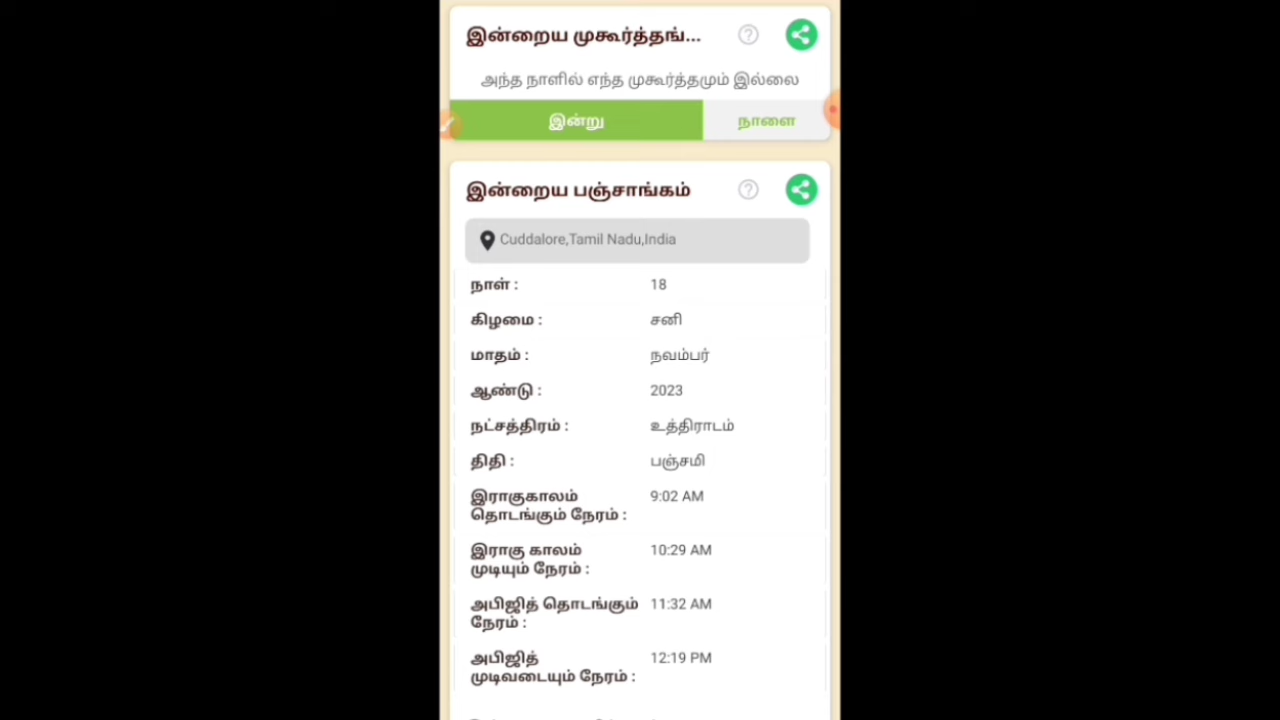 இன்றைய முகூர்த்தங்...
அந்த நாளில் எந்த முகூர்த்தமும் இல்லை
இன்று நாளை
இன்றைய பஞ்சாங்கம்
Cuddalore,Tamil Nadu,India
நாள் : 18
கிழமை : சனி
மாதம் : நவம்பர்
ஆண்டு : 2023
நட்சத்திரம் : உத்திராடம்
திதி : பஞ்சமி
இராகுகாலம் 9:02 AM
தொடங்கும் நேரம் :
இராகு காலம் 10:29 AM
முடியும் நேரம் :
அபிஜித் தொடங்கும் 11:32 AM
நேரம் :
அபிஜித் 12:19 PM
முடிவடையும் நேரம் :